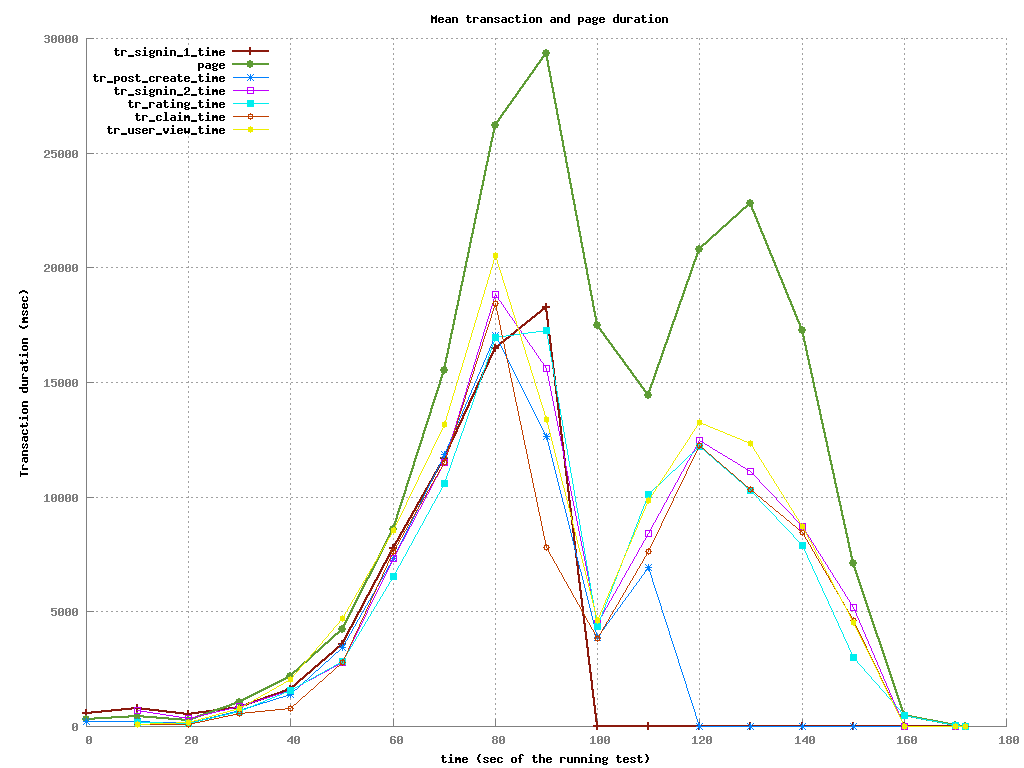 Mean transaction and page duration
30000
25000
20000
15000
10000
5000
0
tr_signin_1_time
page
tr_post_create_time
tr_signin_2_time
tr_rating_time
tr_claim_time
tr_user_view_time
Transaction duration (msec)
0 20 40 60 80 100 120 140 160 180
time (sec of the running test)